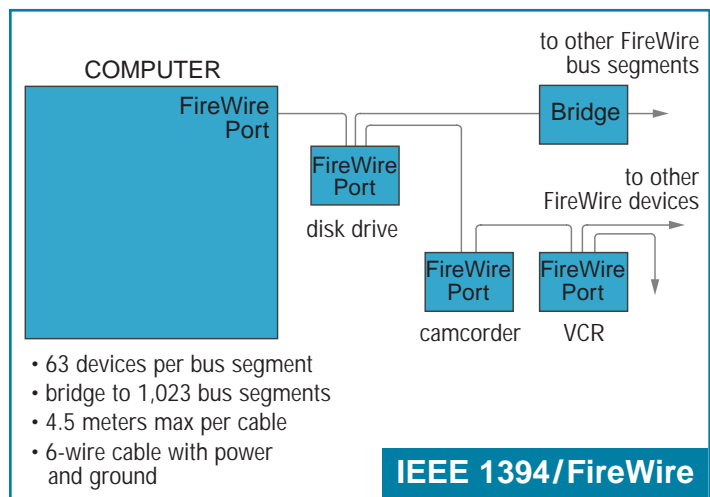 COMPUTER
FireWire
Port
to other FireWire
bus segments
Bridge
FireWire
Port
disk drive
to other
FireWire devices
FireWire
Port
camcorder
FireWire
Port
VCR
• 63 devices per bus segment
• bridge to 1,023 bus segments
• 4.5 meters max per cable
• 6-wire cable with power
and ground
IEEE 1394/FireWire